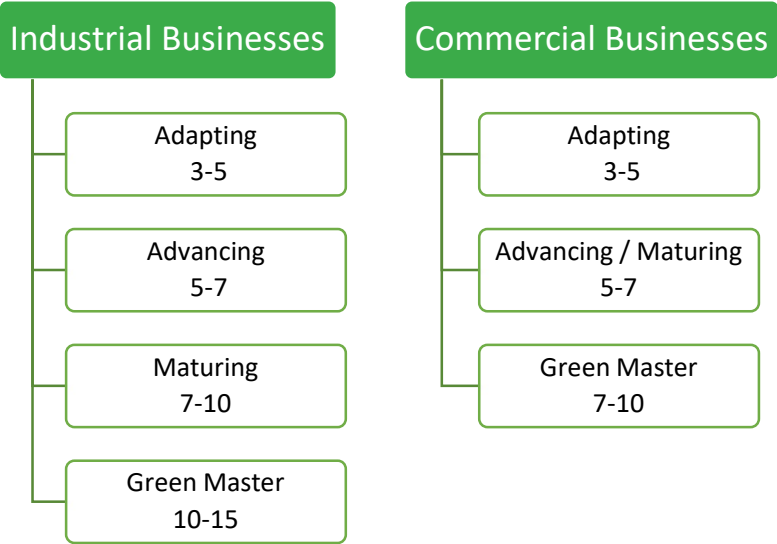 Industrial Businesses
Adapting
3-5
Advancing
5-7
Maturing
7-10
Green Master
10-15
Commercial Businesses
Adapting
3-5
Advancing / Maturing
5-7
Green Master
7-10